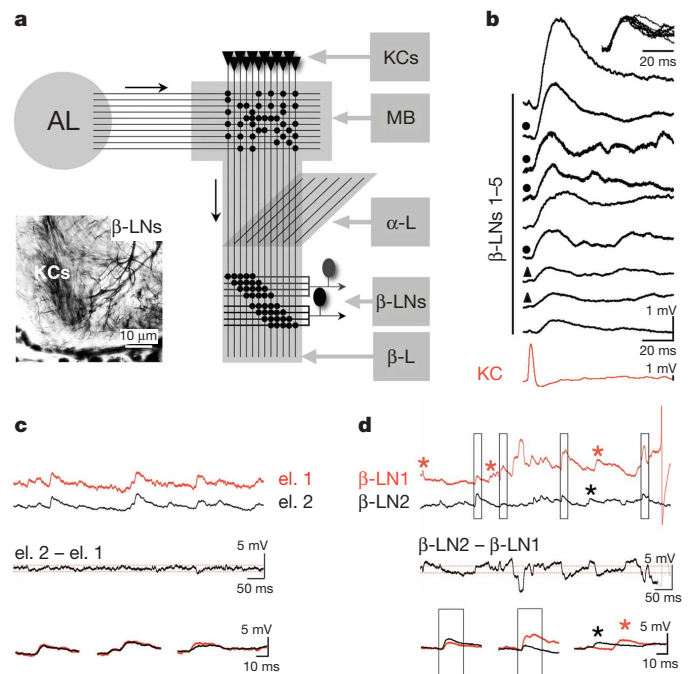 a
KCs
AL
MB
α-L
β-LNs
KCs
10 µm
β-LNs
β-L
b
20 ms
β-LNs 1–5
1 mV
20 ms
KC
1 mV
c
el. 1
el. 2
el. 2 – el. 1
5 mV
50 ms
5 mV
10 ms
d
* * *
β-LN1
β-LN2
*
β-LN2 – β-LN1
5 mV
50 ms
* *
5 mV
10 ms